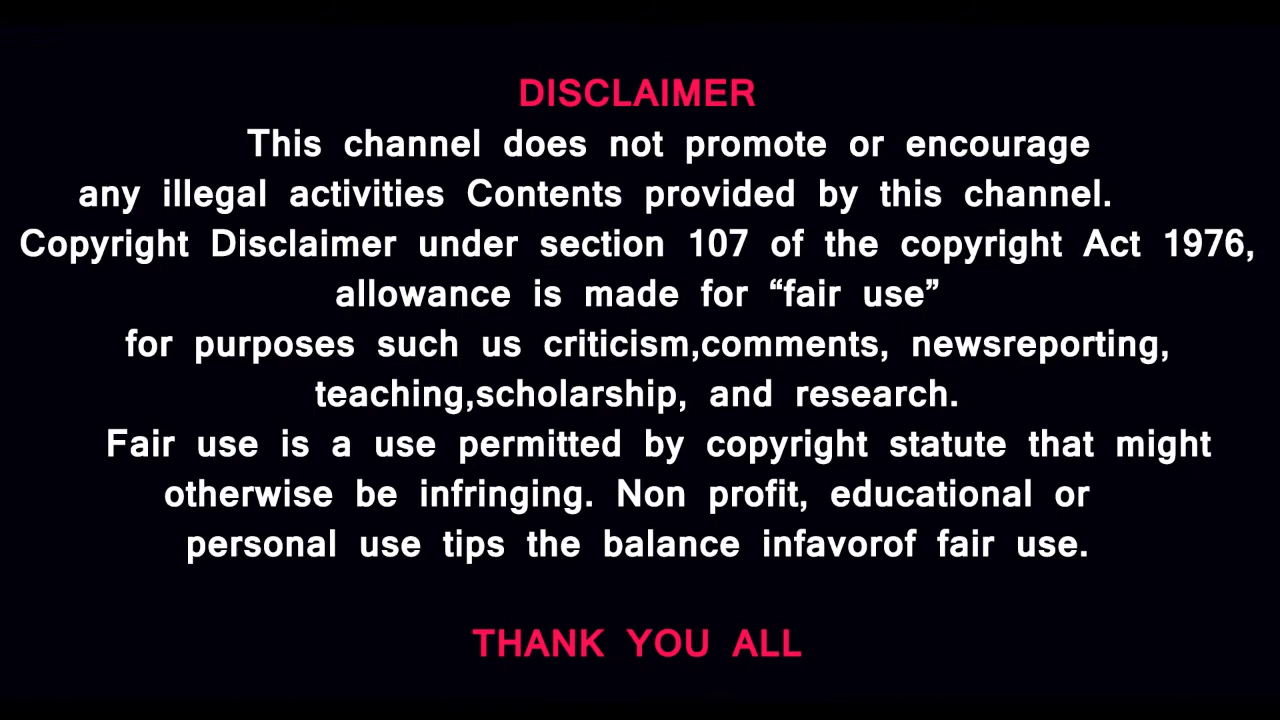 DISCLAIMER
This channel does not promote or encourage
any illegal activities Contents provided by this channel.
Copyright Disclaimer under section 107 of the copyright Act 1976,
allowance is made for “fair use”
for purposes such us criticism,comments, newsreporting,
teaching,scholarship, and research.
Fair use is a use permitted by copyright statute that might
otherwise be infringing. Non profit, educational or
personal use tips the balance infavorof fair use.
THANK YOU ALL